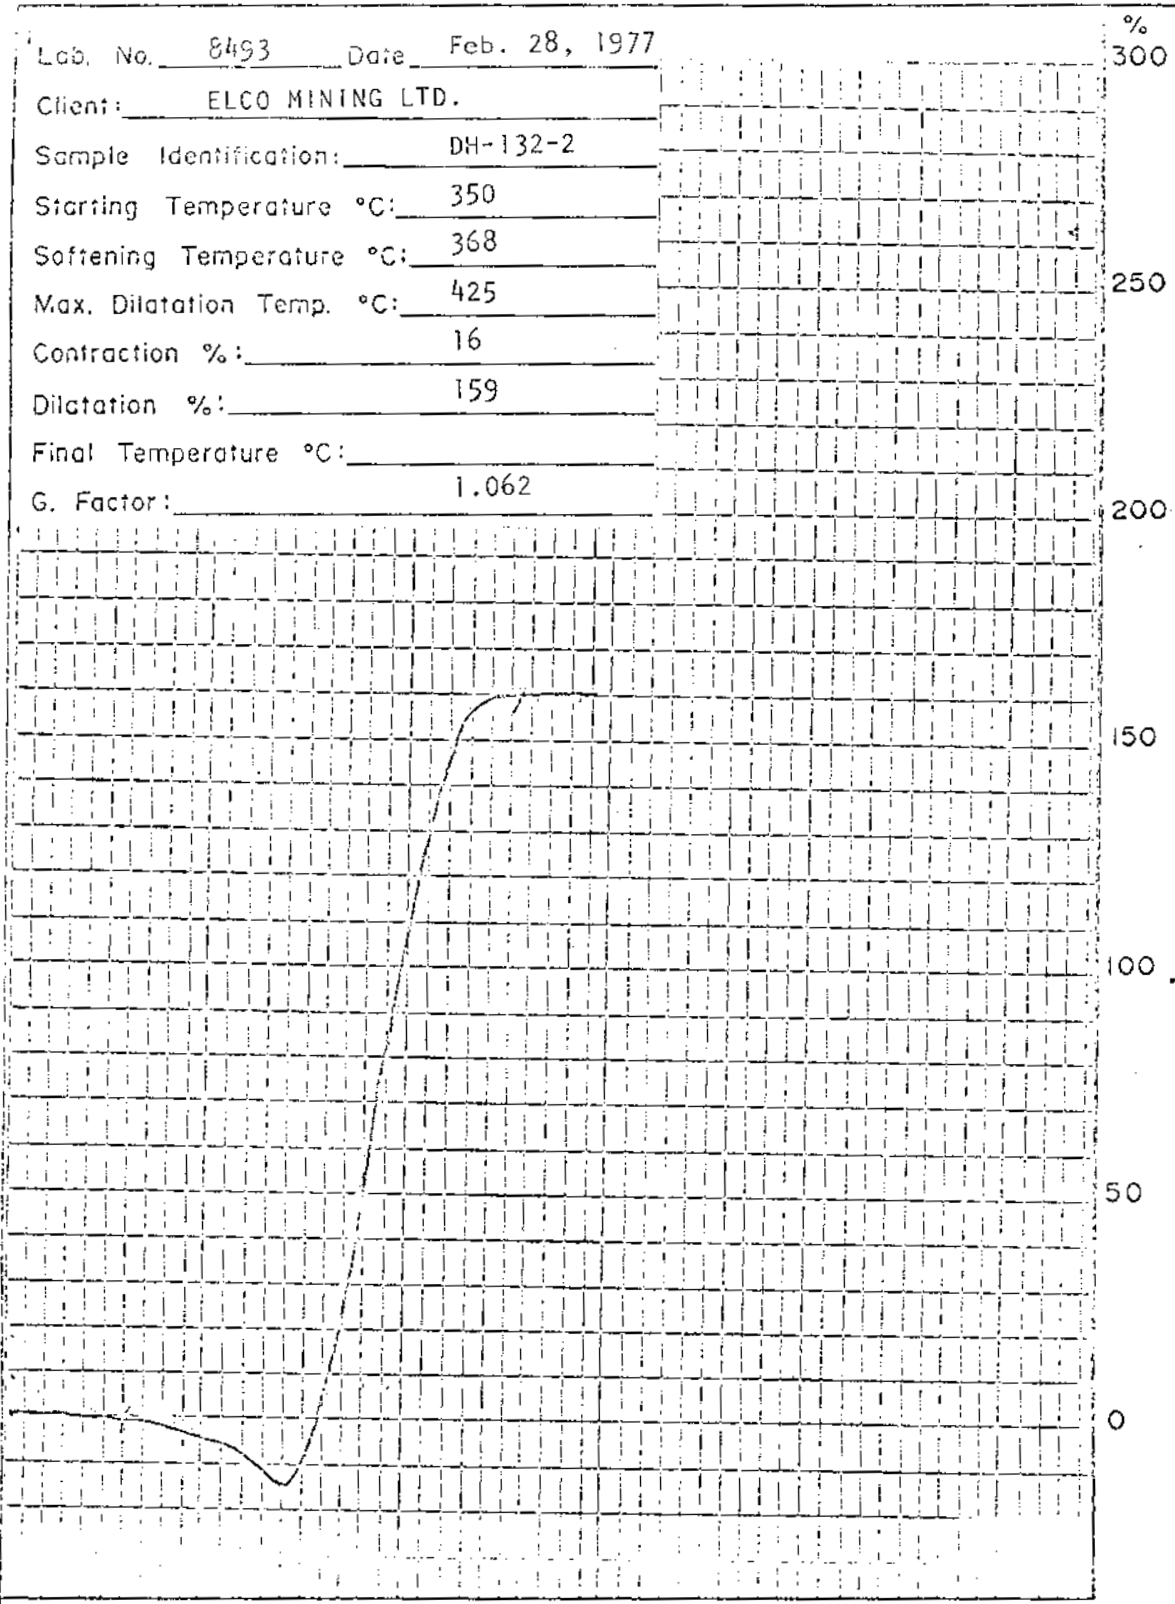 Lab. No. 8493 Date Feb. 28, 1977
Client: ELCO MINING LTD.
Sample Identification: DH-132-2
Starting Temperature °C: 350
Softening Temperature °C: 368
Max. Dilatation Temp. °C: 425
Contraction %: 16
Dilatation %: 159
Final Temperature °C:
G. Factor: 1.062
%
300
250
200
150
100
50
0